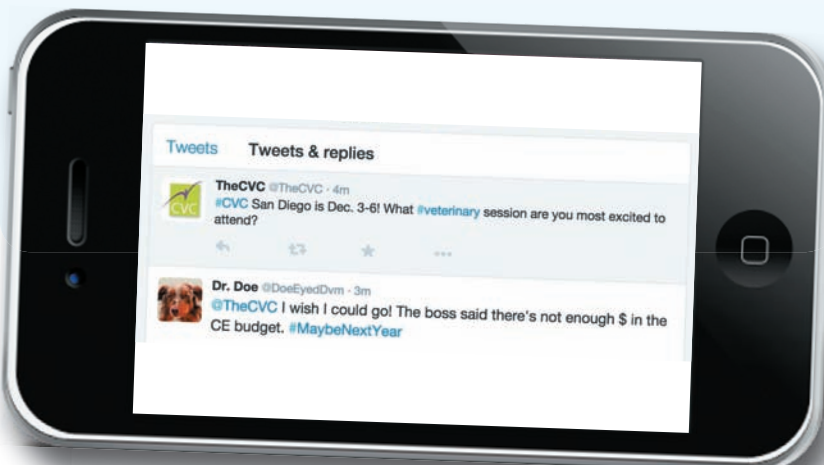 Tweets Tweets & replies
TheCVC @TheCVC · 4m
#CVC San Diego is Dec. 3-6! What #veterinary session are you most excited to
attend?
CVC
Dr. Doe @DoeEyedDvm · 3m
@TheCVC I wish I could go! The boss said there's not enough $ in the
CE budget. #MaybeNextYear